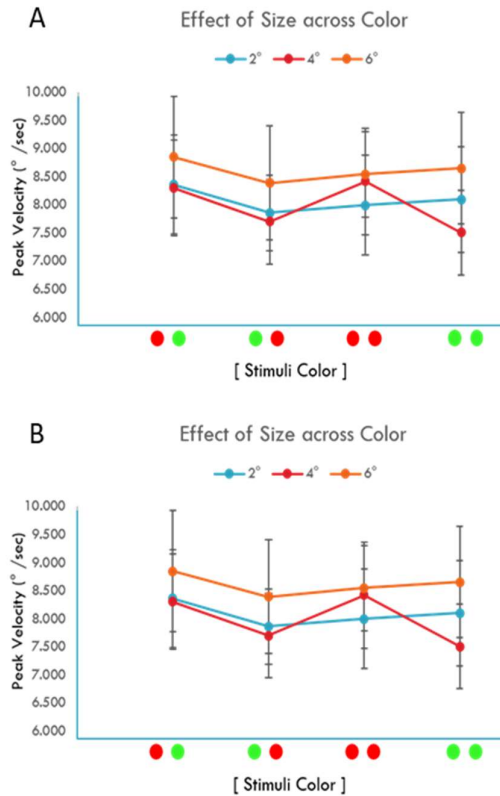 A
Effect of Size across Color
2° 4° 6°
Peak Velocity (° /sec)
10.000
9.500
9.000
8.500
8.000
7.500
7.000
6.500
6.000
[ Stimuli Color ]
B
Effect of Size across Color
2° 4° 6°
Peak Velocity (° /sec)
10.000
9.500
9.000
8.500
8.000
7.500
7.000
6.500
6.000
[ Stimuli Color ]